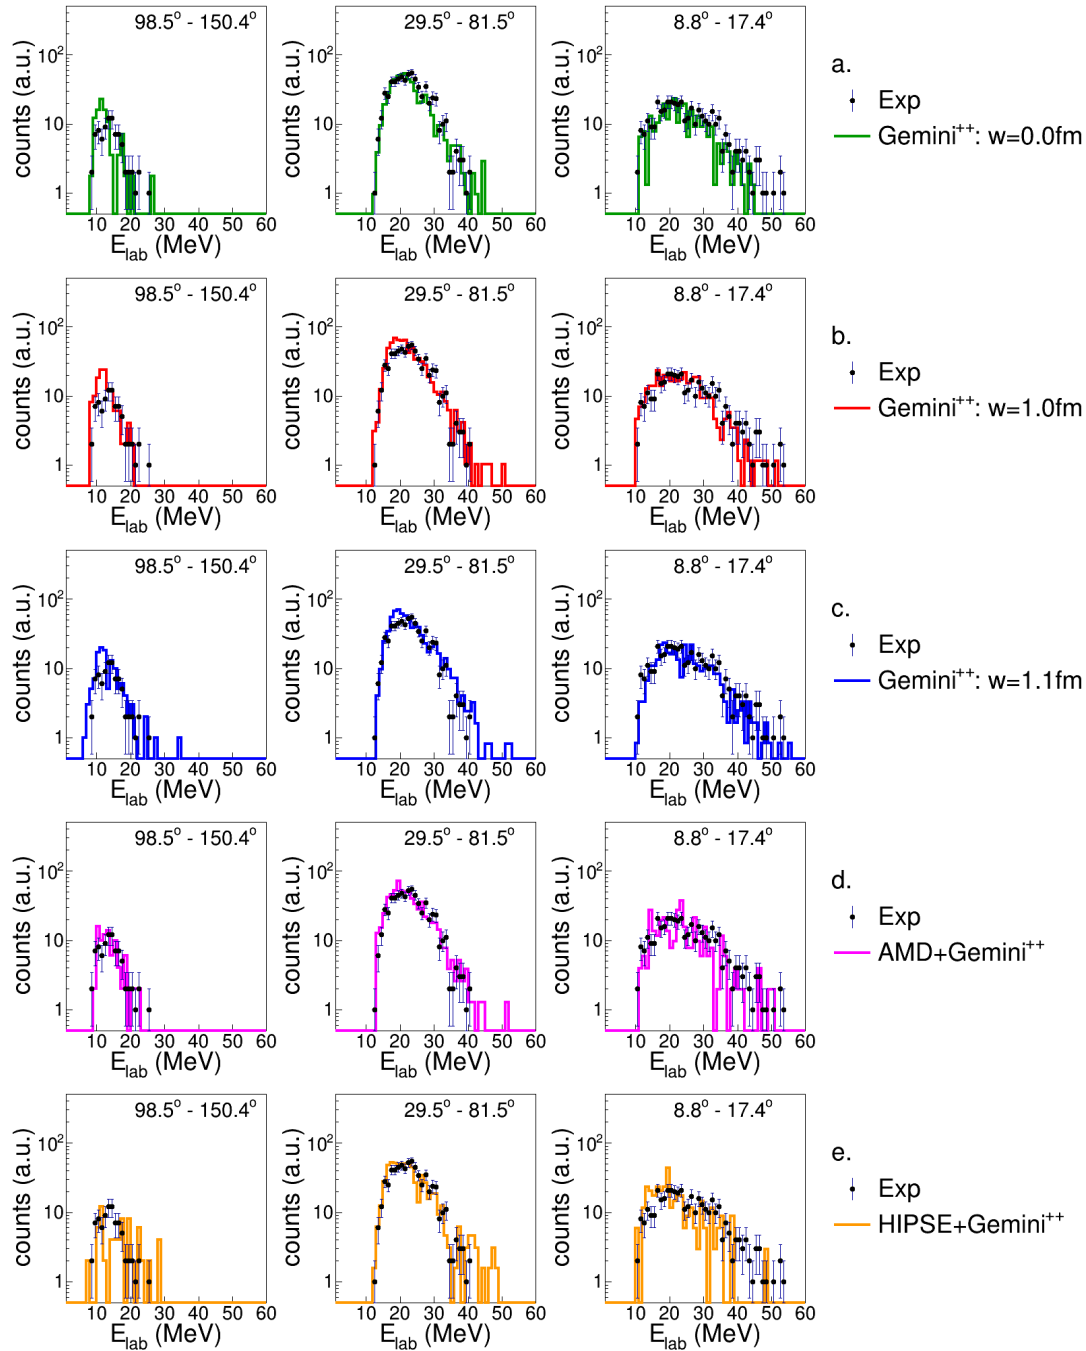 98.5° - 150.4°
29.5° - 81.5°
8.8° - 17.4°
counts (a.u.)
counts (a.u.)
counts (a.u.)
10²
10
1
10²
10
1
10²
10
1
10 20 30 40 50 60
10 20 30 40 50 60
10 20 30 40 50 60
E_lab (MeV)
E_lab (MeV)
E_lab (MeV)
a.
Exp
Gemini⁺⁺: w=0.0fm
98.5° - 150.4°
29.5° - 81.5°
8.8° - 17.4°
counts (a.u.)
counts (a.u.)
counts (a.u.)
10²
10
1
10²
10
1
10²
10
1
10 20 30 40 50 60
10 20 30 40 50 60
10 20 30 40 50 60
E_lab (MeV)
E_lab (MeV)
E_lab (MeV)
b.
Exp
Gemini⁺⁺: w=1.0fm
98.5° - 150.4°
29.5° - 81.5°
8.8° - 17.4°
counts (a.u.)
counts (a.u.)
counts (a.u.)
10²
10
1
10²
10
1
10²
10
1
10 20 30 40 50 60
10 20 30 40 50 60
10 20 30 40 50 60
E_lab (MeV)
E_lab (MeV)
E_lab (MeV)
c.
Exp
Gemini⁺⁺: w=1.1fm
98.5° - 150.4°
29.5° - 81.5°
8.8° - 17.4°
counts (a.u.)
counts (a.u.)
counts (a.u.)
10²
10
1
10²
10
1
10²
10
1
10 20 30 40 50 60
10 20 30 40 50 60
10 20 30 40 50 60
E_lab (MeV)
E_lab (MeV)
E_lab (MeV)
d.
Exp
AMD+Gemini⁺⁺
98.5° - 150.4°
29.5° - 81.5°
8.8° - 17.4°
counts (a.u.)
counts (a.u.)
counts (a.u.)
10²
10
1
10²
10
1
10²
10
1
10 20 30 40 50 60
10 20 30 40 50 60
10 20 30 40 50 60
E_lab (MeV)
E_lab (MeV)
E_lab (MeV)
e.
Exp
HIPSE+Gemini⁺⁺